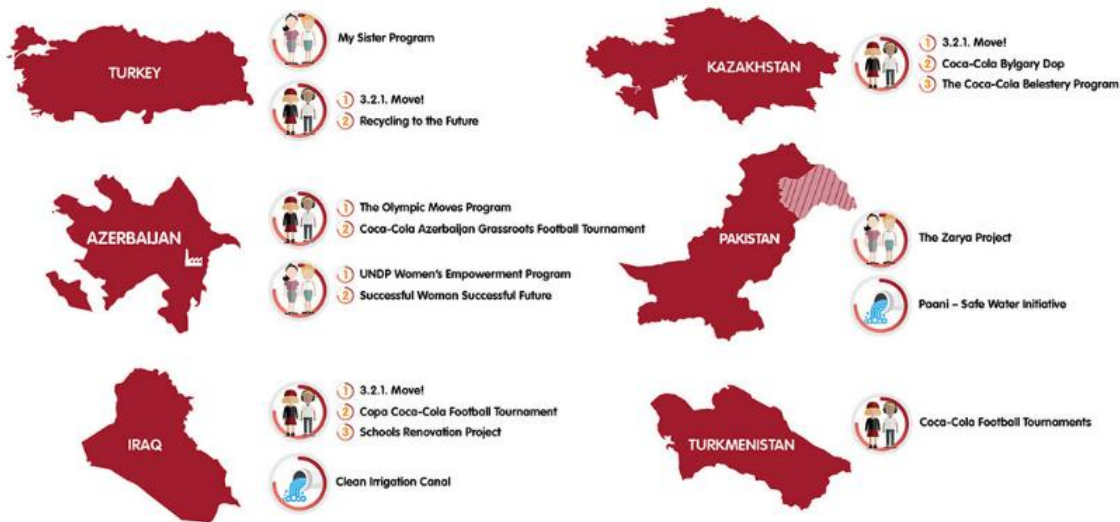 TURKEY
My Sister Program
1 3.2.1. Move!
2 Recycling to the Future
KAZAKHSTAN
1 3.2.1. Move!
2 Coca-Cola Bylgary Dop
3 The Coca-Cola Belestery Program
AZERBAIJAN
1 The Olympic Moves Program
2 Coca-Cola Azerbaijan Grassroots Football Tournament
1 UNDP Women's Empowerment Program
2 Successful Woman Successful Future
PAKISTAN
The Zarya Project
Paani – Safe Water Initiative
IRAQ
1 3.2.1. Move!
2 Copa Coca-Cola Football Tournament
3 Schools Renovation Project
Clean Irrigation Canal
TURKMENISTAN
Coca-Cola Football Tournaments